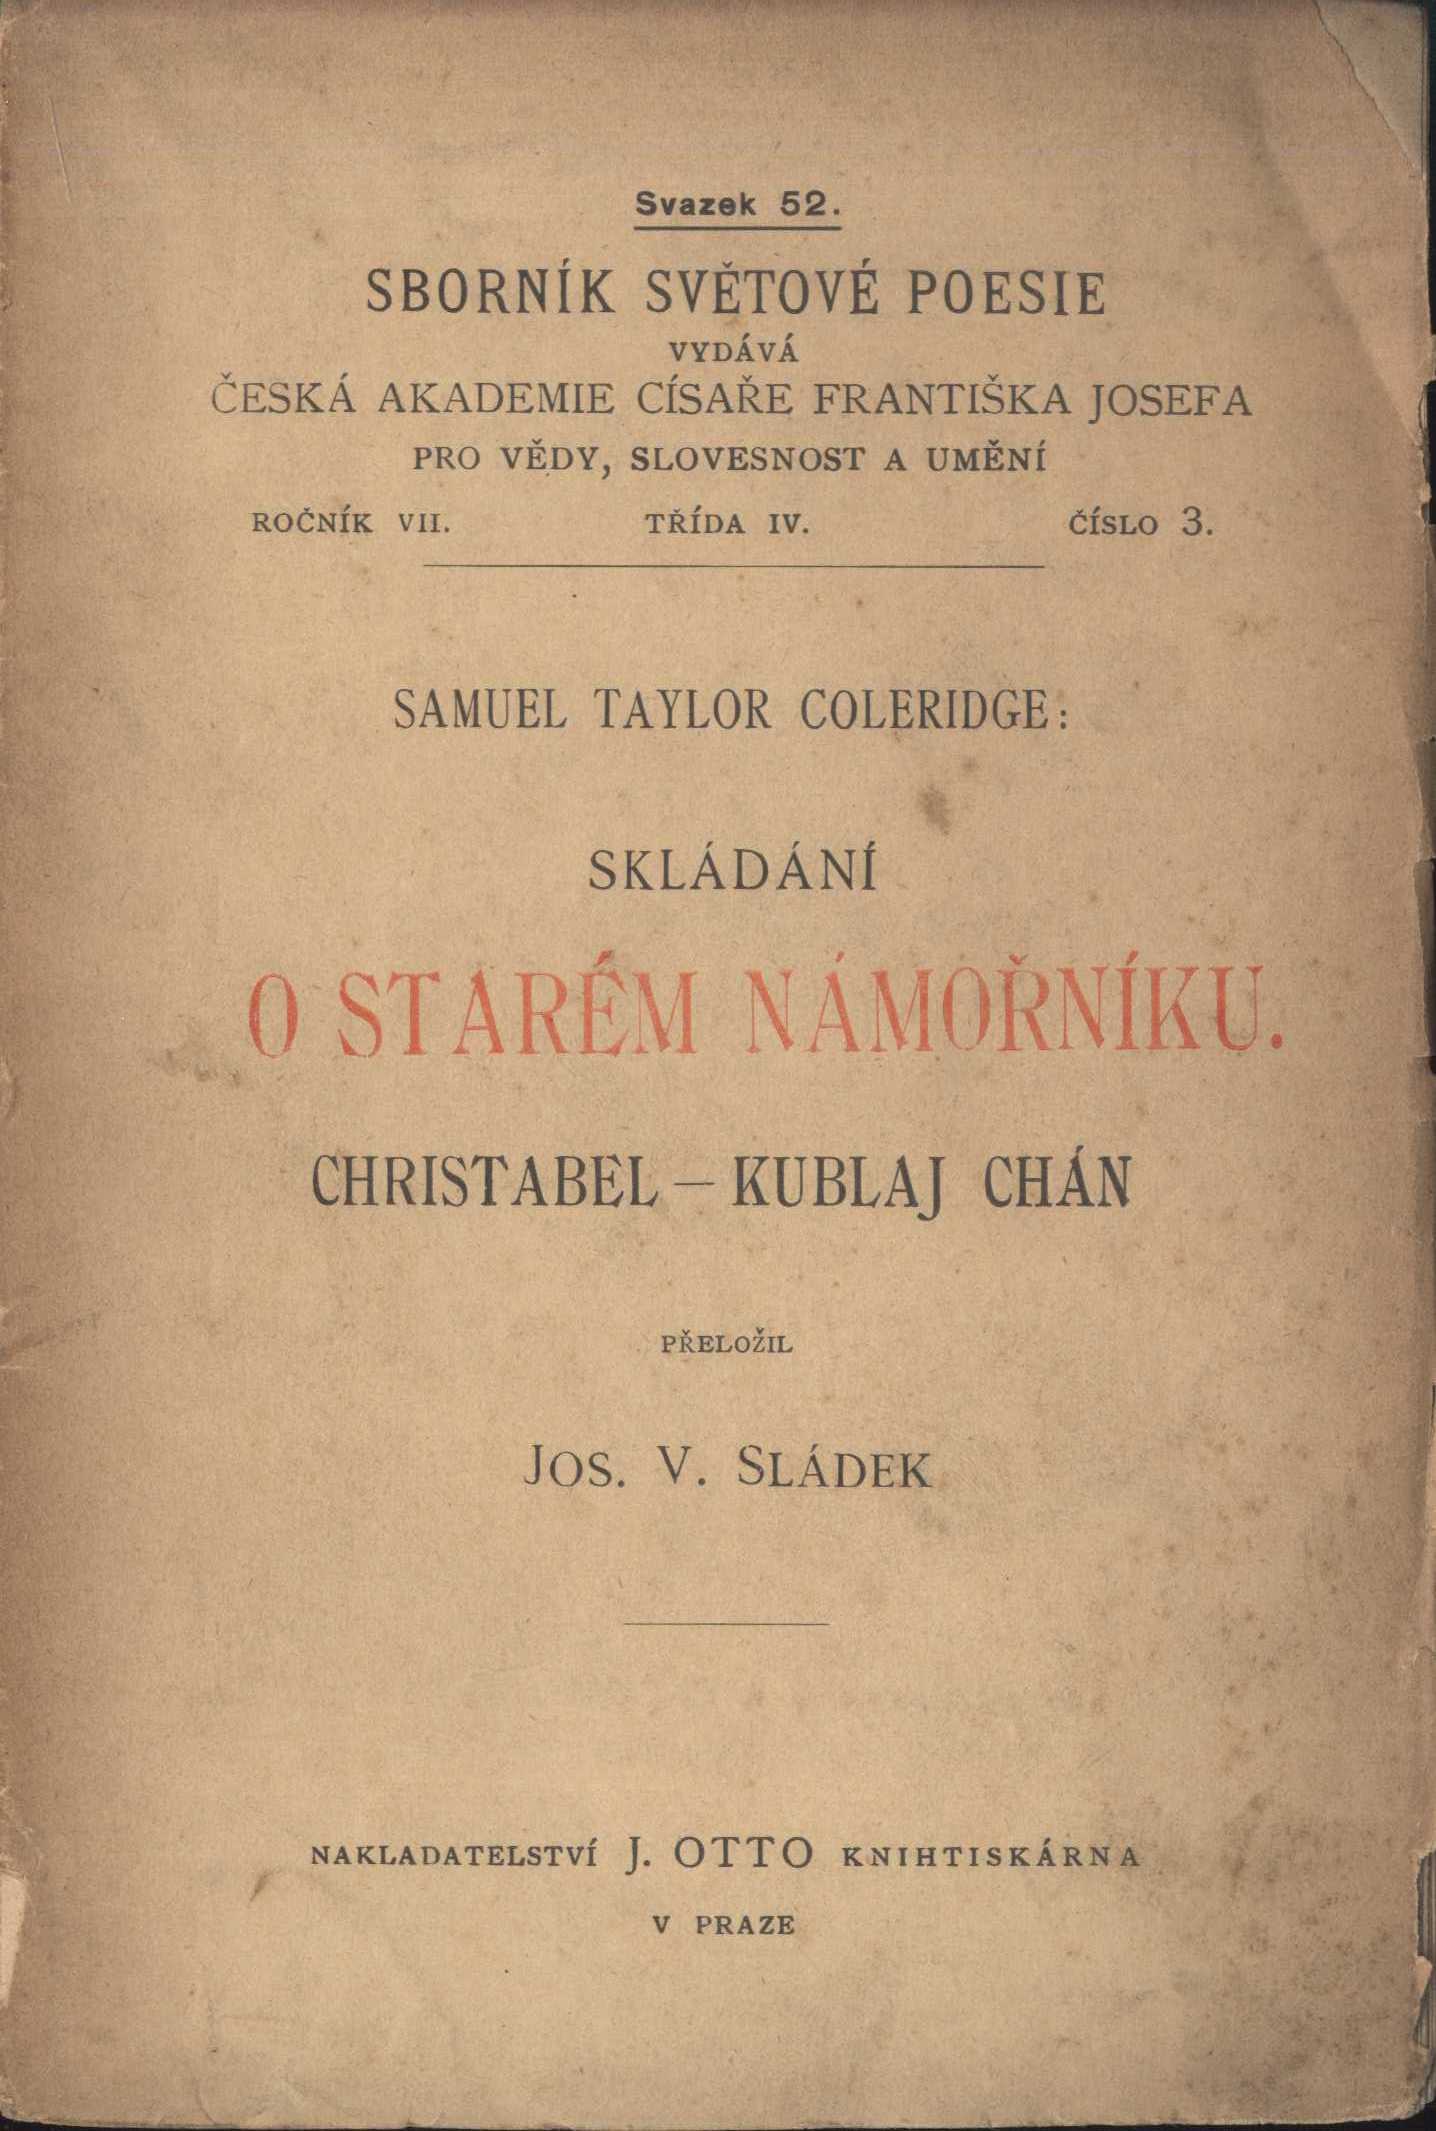 Svazek 52.
SBORNÍK SVĚTOVÉ POESIE
VYDÁVÁ
ČESKÁ AKADEMIE CÍSAŘE FRANTIŠKA JOSEFA
PRO VĚDY, SLOVESNOST A UMĚNÍ
ROČNÍK VII. TŘÍDA IV. ČÍSLO 3.
SAMUEL TAYLOR COLERIDGE:
SKLÁDÁNÍ
O STARÉM NÁMOŘNÍKU.
CHRISTABEL — KUBLAJ CHÁN
PŘELOŽIL
JOS. V. SLÁDEK
NAKLADATELSTVÍ J. OTTO KNIHTISKÁRNA
V PRAZE